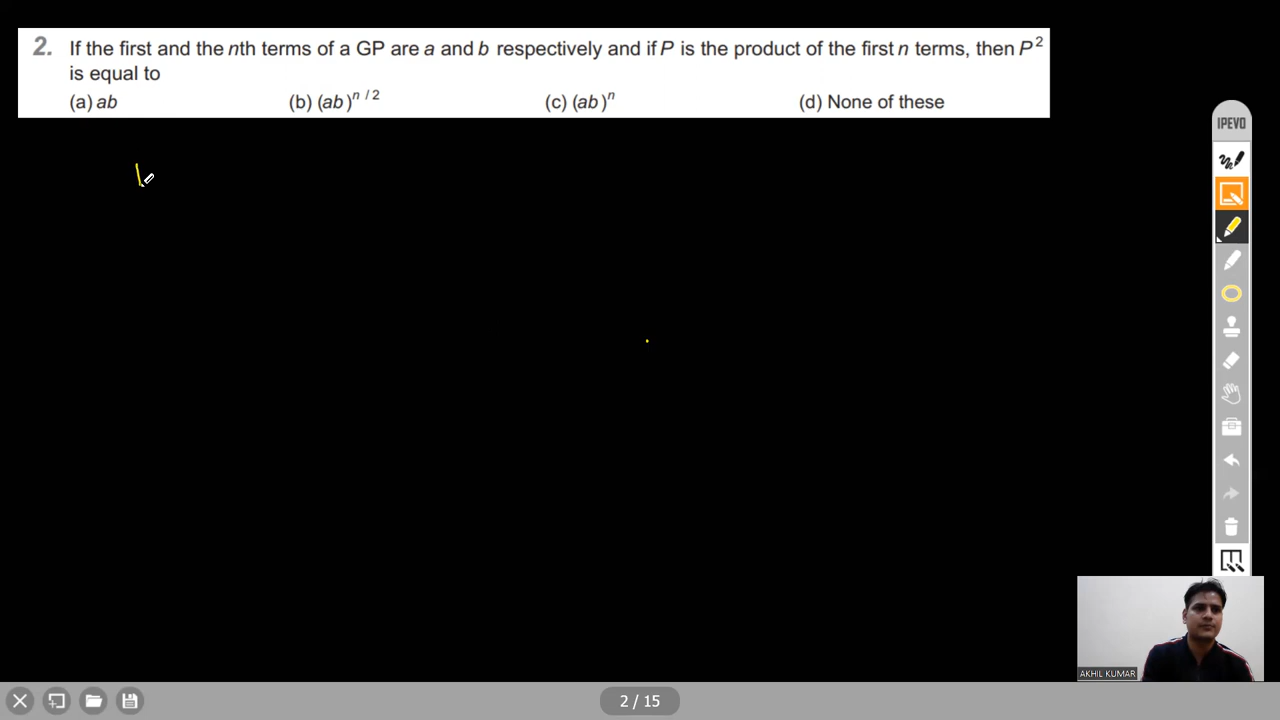 2. If the first and the nth terms of a GP are a and b respectively and if P is the product of the first n terms, then P²
is equal to
(a) ab (b) (ab)^{n/2} (c) (ab)^n (d) None of these
IPEVO
AKHIL KUMAR
2 / 15